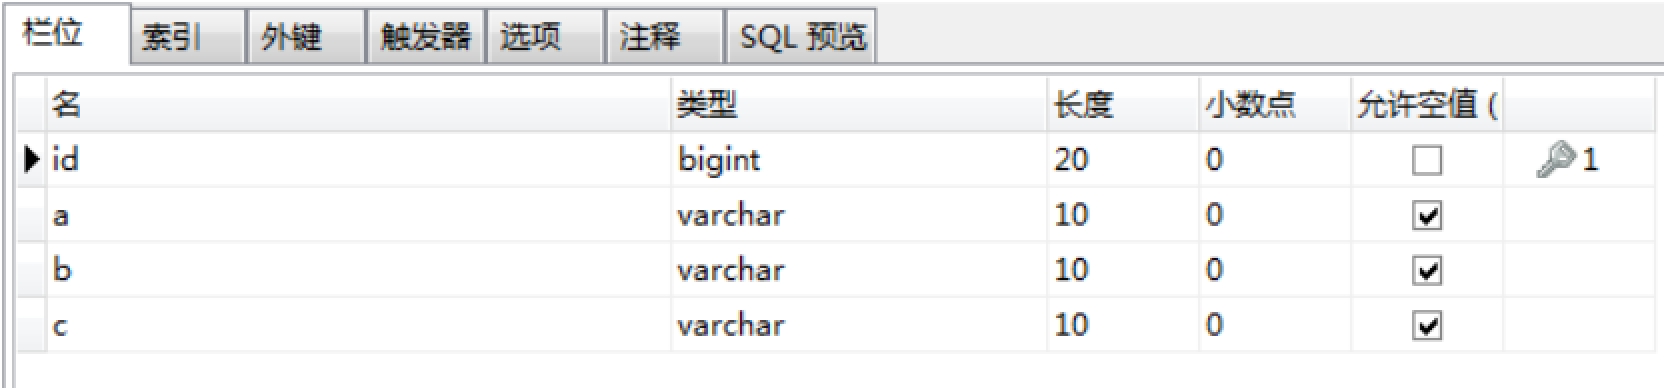 栏位 索引 外键 触发器 选项 注释 SQL 预览
名 类型 长度 小数点 允许空值 (
id bigint 20 0 1
a varchar 10 0
b varchar 10 0
c varchar 10 0